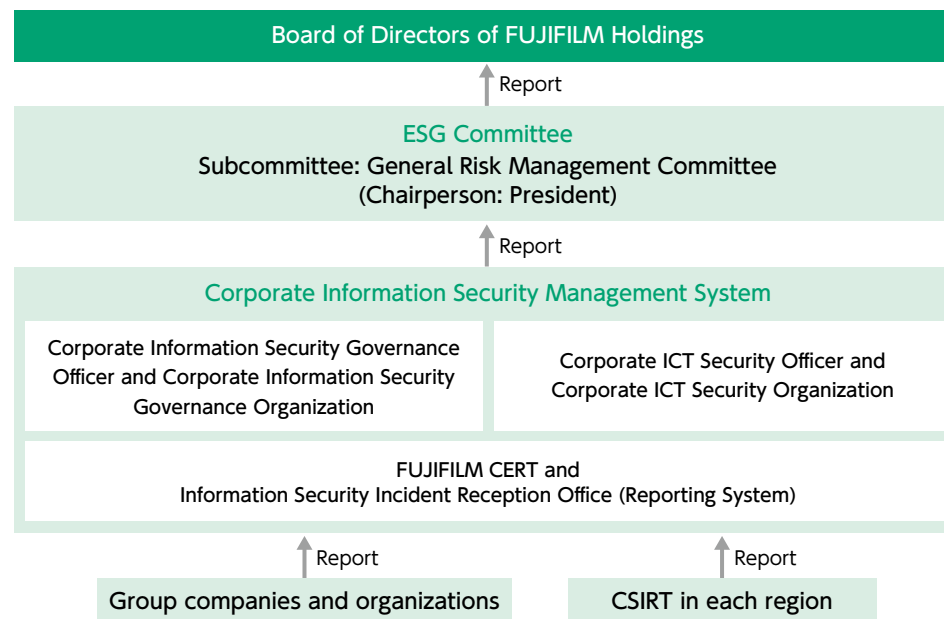 Board of Directors of FUJIFILM Holdings
Report
ESG Committee
Subcommittee: General Risk Management Committee
(Chairperson: President)
Report
Corporate Information Security Management System
Corporate Information Security Governance
Officer and Corporate Information Security
Governance Organization
Corporate ICT Security Officer and
Corporate ICT Security Organization
FUJIFILM CERT and
Information Security Incident Reception Office (Reporting System)
Report
Report
Group companies and organizations
CSIRT in each region